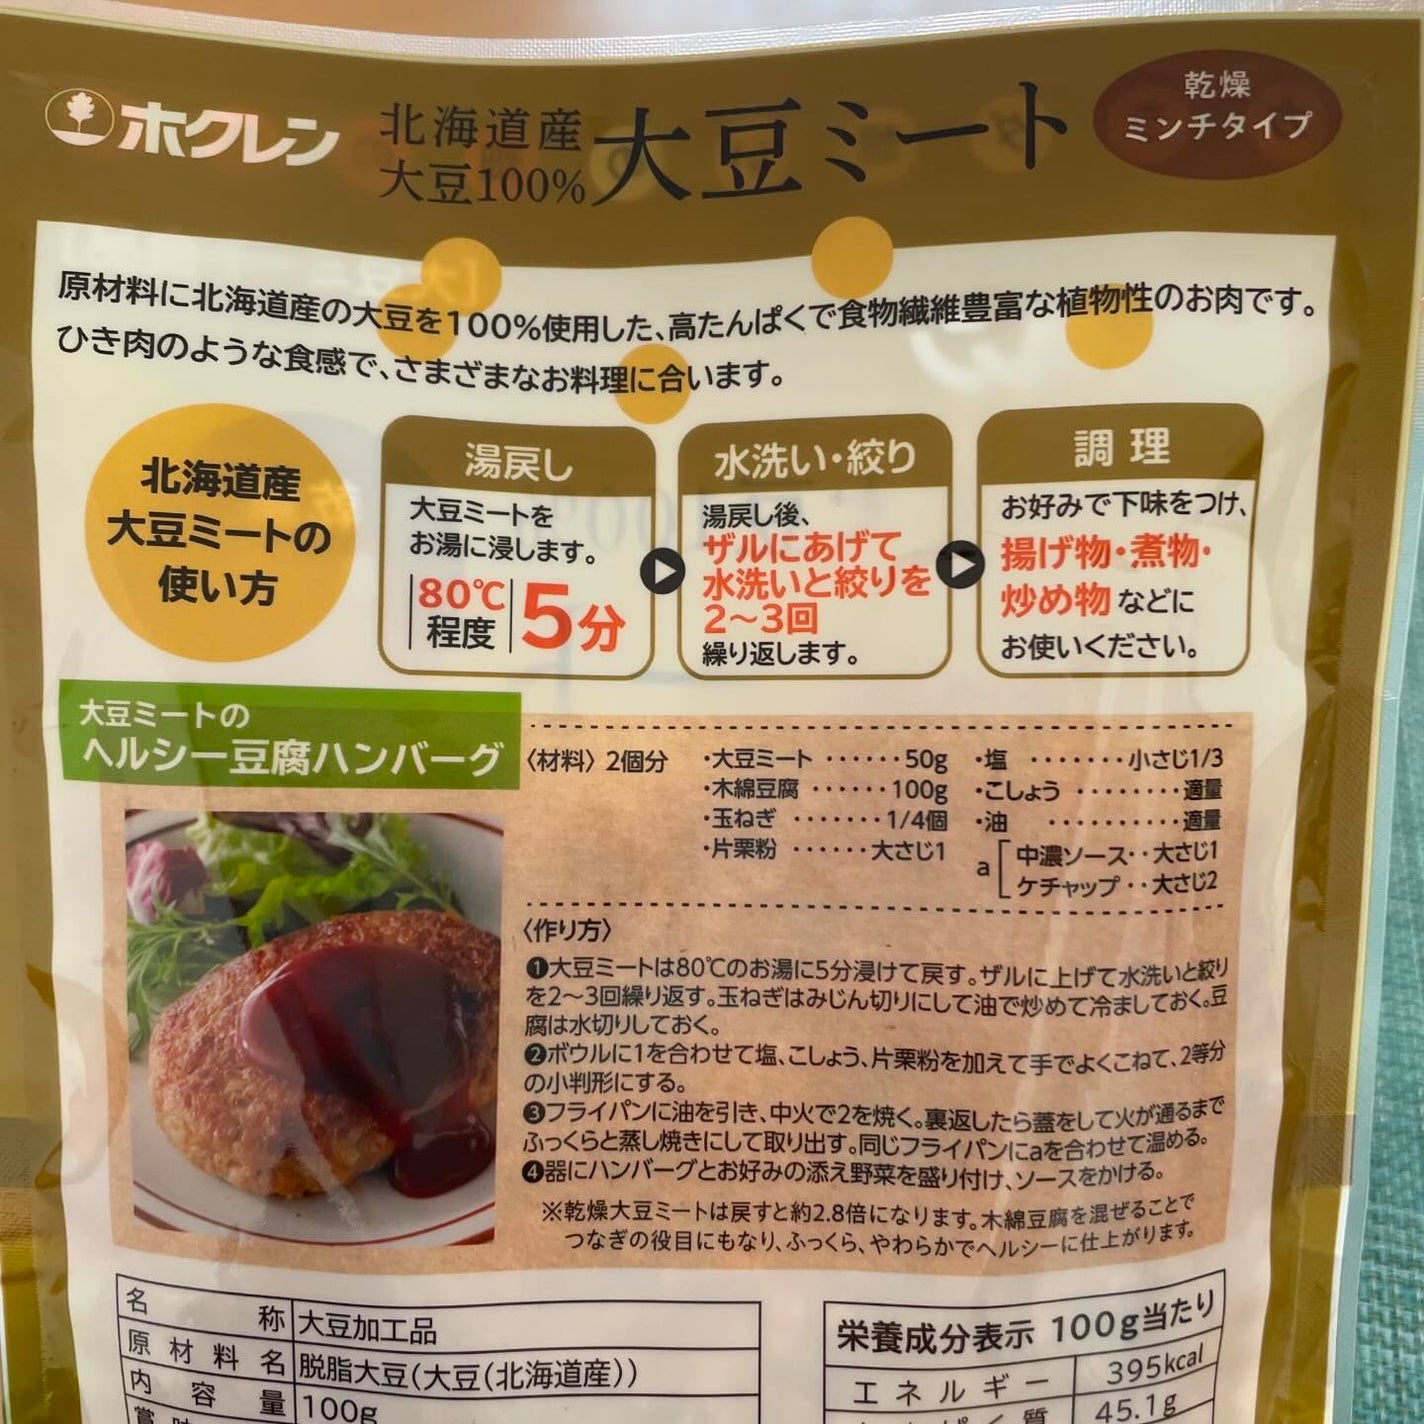 ホクレン
北海道産
大豆100%
大豆ミート
乾燥
ミンチタイプ
原材料に北海道産の大豆を100%使用した、高たんぱくで食物繊維豊富な植物性のお肉です。
ひき肉のような食感で、さまざまなお料理に合います。
北海道産
大豆ミートの
使い方
湯戻し
大豆ミートを
お湯に浸します。
80℃
程度
5分
水洗い・絞り
湯戻し後、
ザルにあげて
水洗いと絞りを
2〜3回
繰り返します。
調理
お好みで下味をつけ、
揚げ物・煮物・
炒め物などに
お使いください。
大豆ミートの
ヘルシー豆腐ハンバーグ
〈材料〉2個分
・大豆ミート ・・・・・・50g
・木綿豆腐 ・・・・・・100g
・玉ねぎ ・・・・・・・1/4個
・片栗粉 ・・・・・・大さじ1
・塩 ・・・・・・・小さじ1/3
・こしょう ・・・・・・・・適量
・油 ・・・・・・・・・・適量
a
中濃ソース・・大さじ1
ケチャップ・・大さじ2
〈作り方〉
❶大豆ミートは80℃のお湯に5分浸けて戻す。ザルに上げて水洗いと絞り
を2〜3回繰り返す。玉ねぎはみじん切りにして油で炒めて冷ましておく。豆
腐は水切りしておく。
❷ボウルに1を合わせて塩、こしょう、片栗粉を加えて手でよくこねて、2等分
の小判形にする。
❸フライパンに油を引き、中火で2を焼く。裏返したら蓋をして火が通るまで
ふっくらと蒸し焼きにして取り出す。同じフライパンにaを合わせて温める。
❹器にハンバーグとお好みの添え野菜を盛り付け、ソースをかける。
※乾燥大豆ミートは戻すと約2.8倍になります。木綿豆腐を混ぜることで
つなぎの役目にもなり、ふっくら、やわらかでヘルシーに仕上がります。
名称 大豆加工品
原材料名 脱脂大豆(大豆(北海道産))
内容量 100g
栄養成分表示 100g当たり
エネルギー 395kcal
45.1g